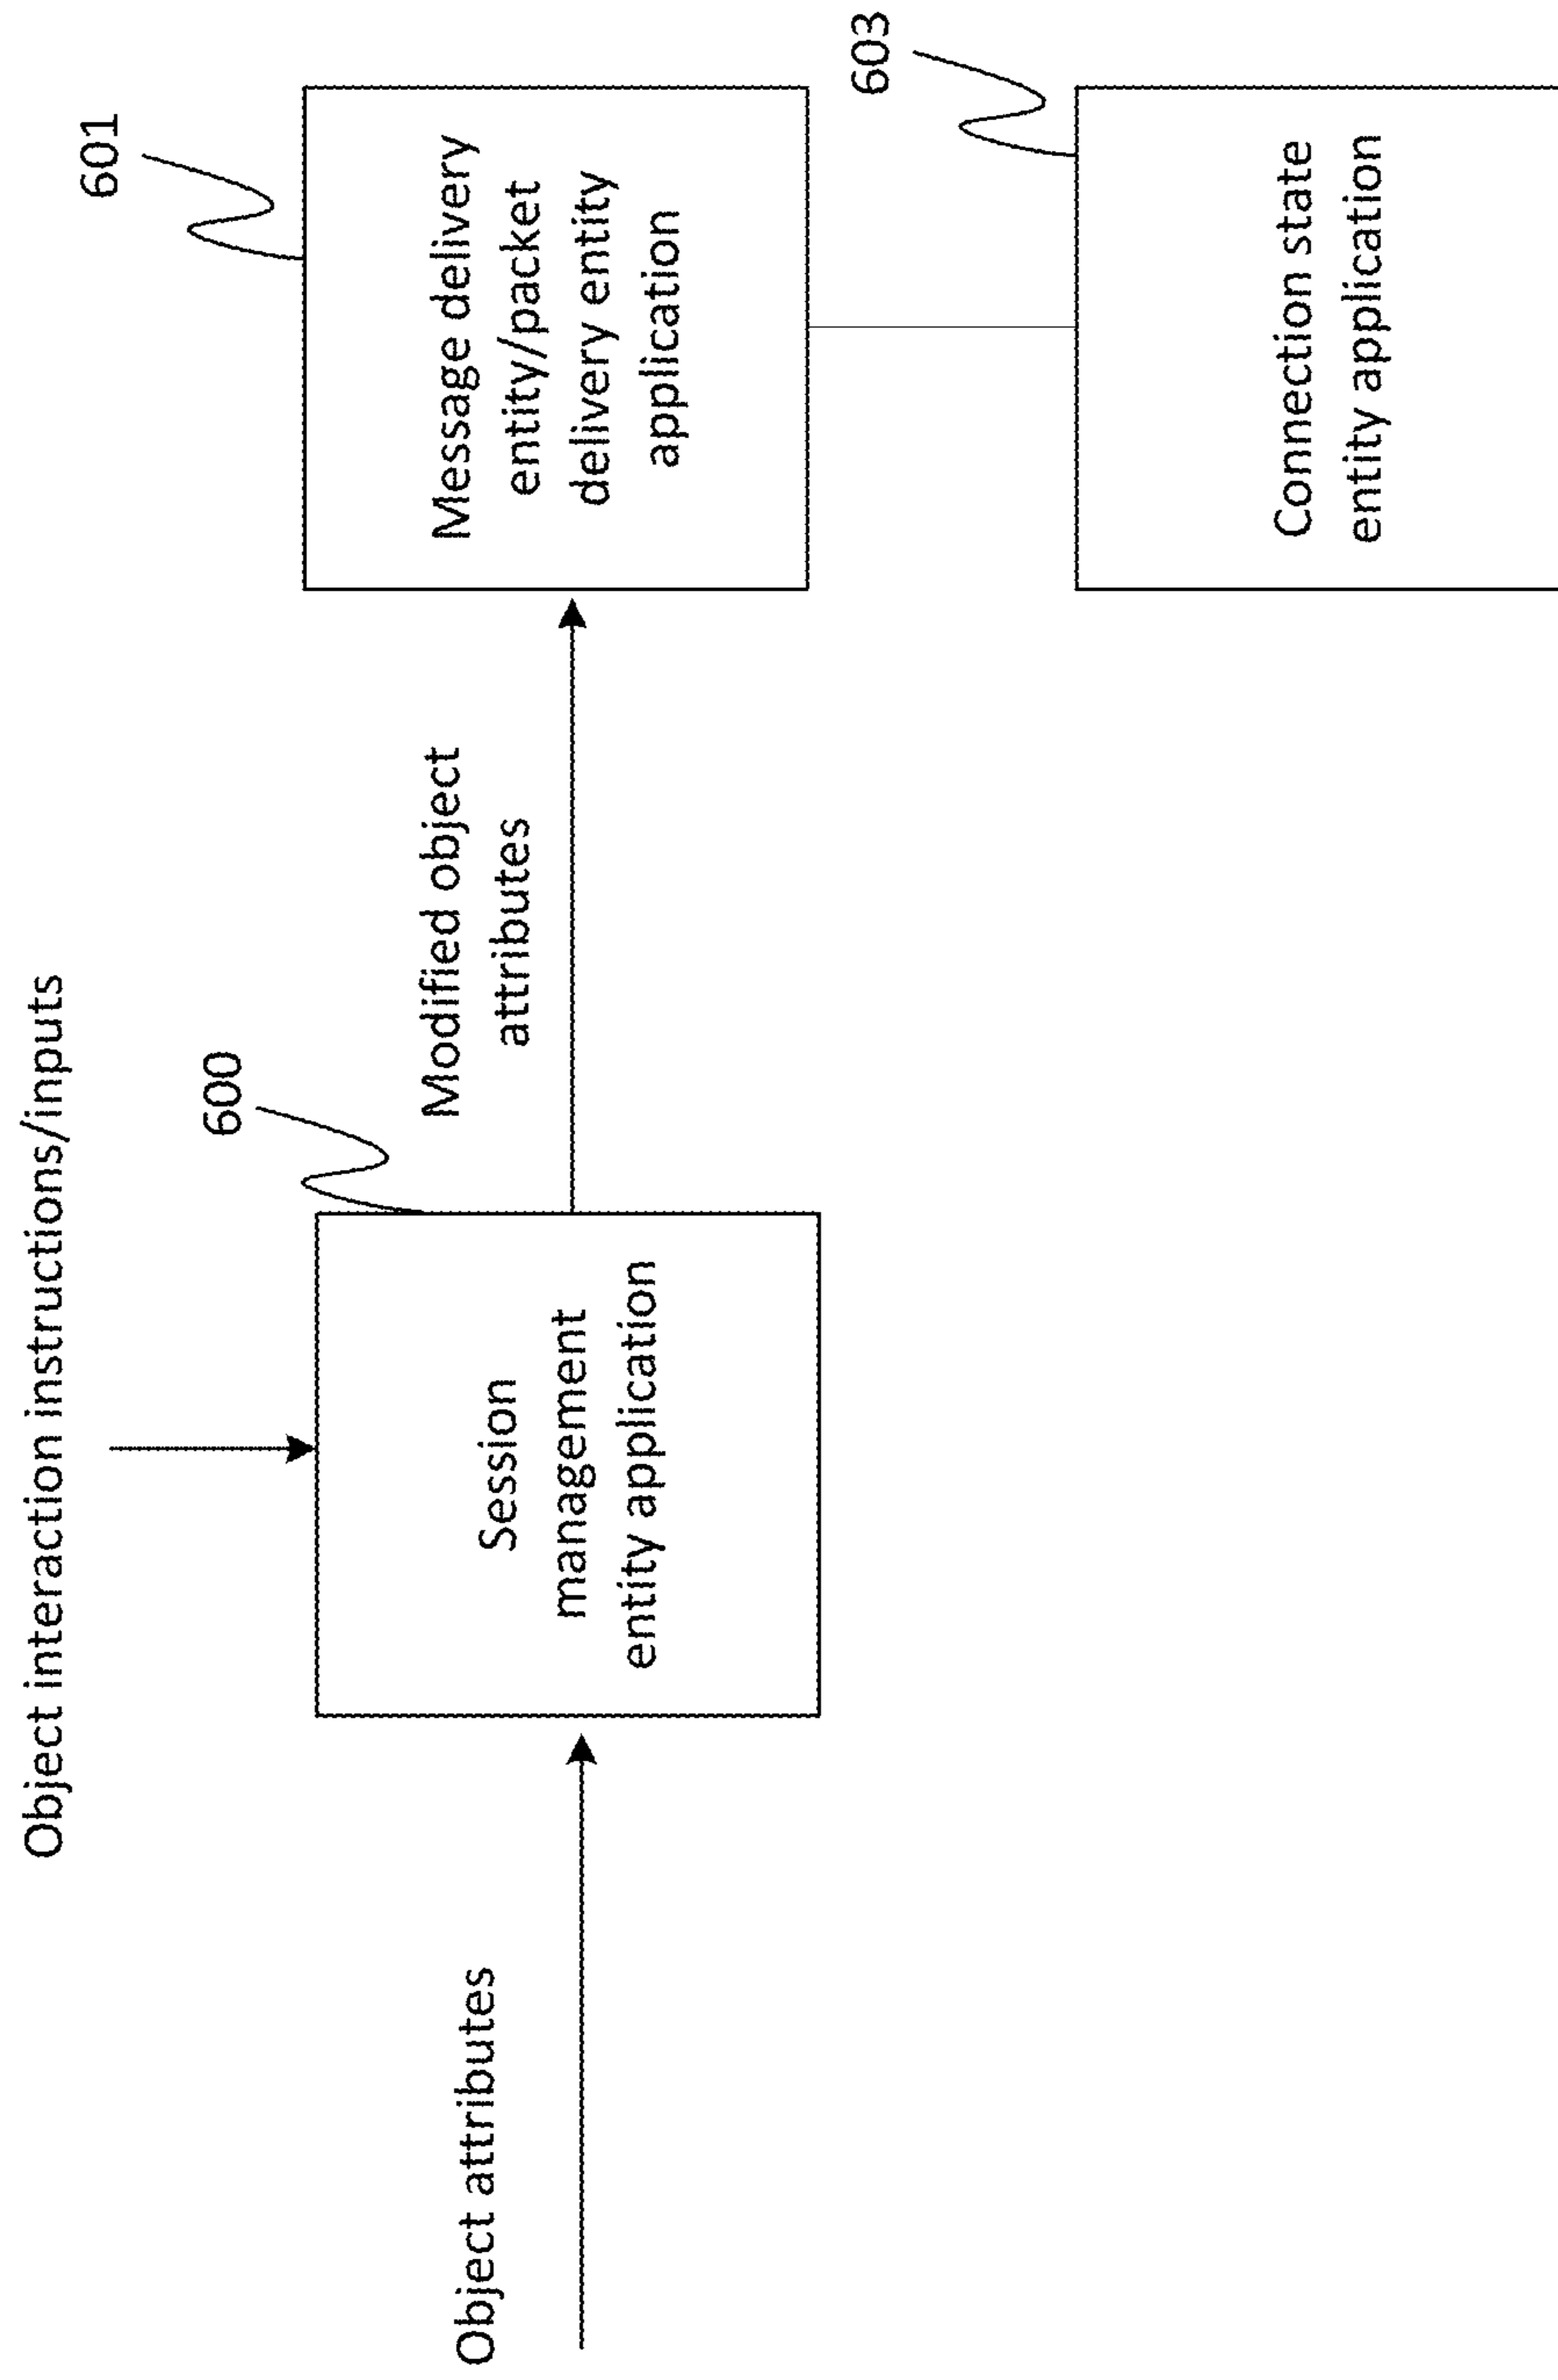 Object interaction instructions/inputs
600
601
Object attributes
Session
management
entity application
Modified object
attributes
Message delivery
entity/packet
delivery entity
application
603
Connection state
entity application